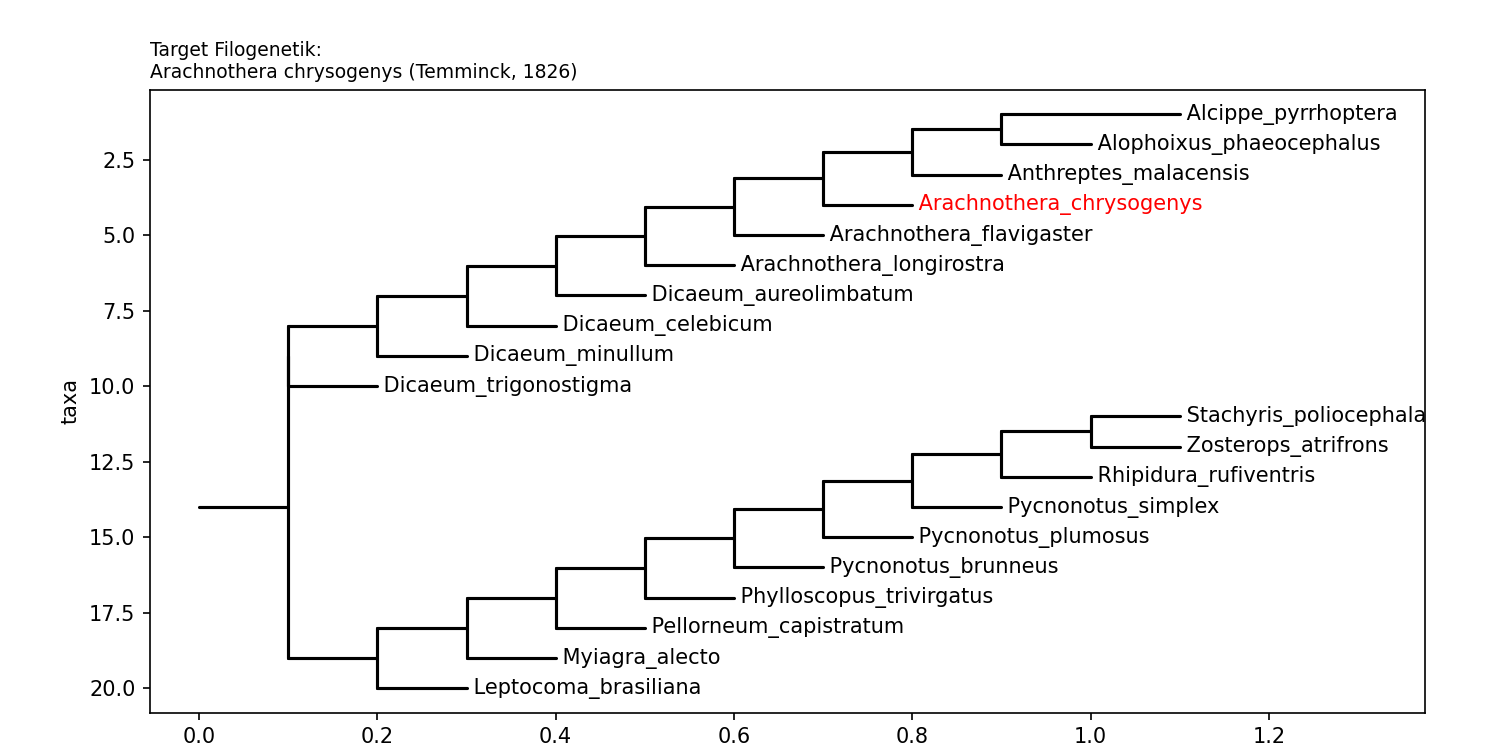 Target Filogenetik:
Arachnothera chrysogenys (Temminck, 1826)
Alcippe_pyrrhoptera
Alophoixus_phaeocephalus
2.5
Anthreptes_malacensis
Arachnothera_chrysogenys
5.0
Arachnothera_flavigaster
Arachnothera_longirostra
Dicaeum_aureolimbatum
7.5
Dicaeum_celebicum
Dicaeum_minullum
10.0
Dicaeum_trigonostigma
taxa
Stachyris_poliocephala
Zosterops_atrifrons
12.5
Rhipidura_rufiventris
Pycnonotus_simplex
15.0
Pycnonotus_plumosus
Pycnonotus_brunneus
Phylloscopus_trivirgatus
17.5
Pellorneum_capistratum
Myiagra_alecto
20.0
Leptocoma_brasiliana
0.0 0.2 0.4 0.6 0.8 1.0 1.2